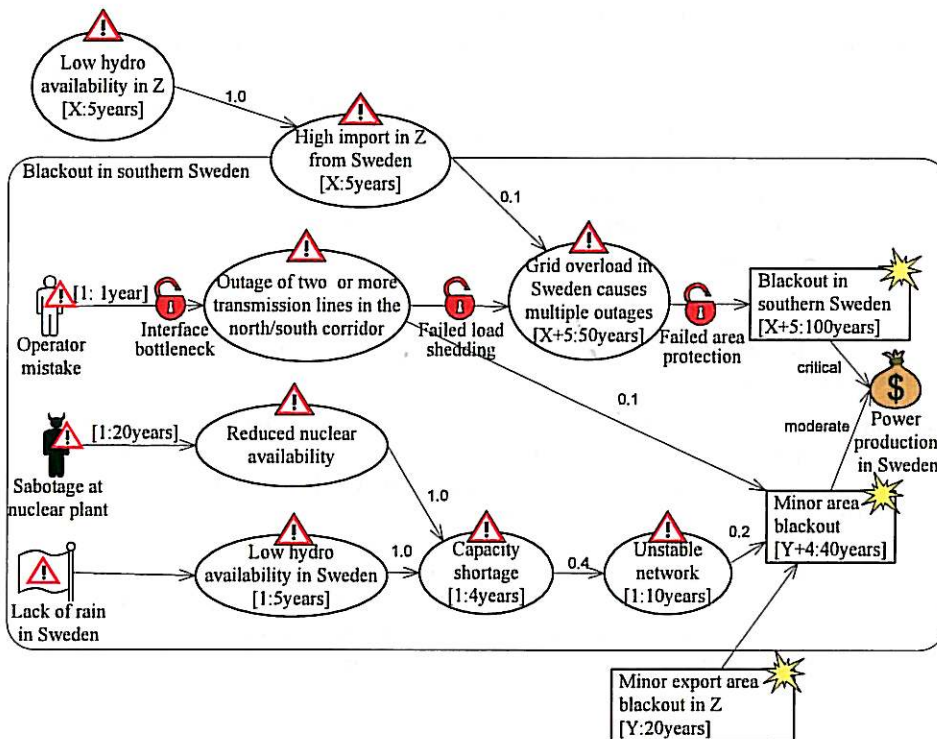 Low hydro
availability in Z
[X:5years]
1.0
High import in Z
from Sweden
[X:5years]
Blackout in southern Sweden
0.1
[1: 1year]
Operator
mistake
Interface
bottleneck
Outage of two or more
transmission lines in the
north/south corridor
Failed load
shedding
Grid overload in
Sweden causes
multiple outages
[X+5:50years]
Failed area
protection
Blackout in
southern Sweden
[X+5:100years]
critical
$
Power
production
in Sweden
moderate
0.1
[1:20years]
Sabotage at
nuclear plant
Reduced nuclear
availability
1.0
Lack of rain
in Sweden
Low hydro
availability in Sweden
[1:5years]
1.0
Capacity
shortage
[1:4years]
0.4
Unstable
network
[1:10years]
0.2
Minor area
blackout
[Y+4:40years]
Minor export area
blackout in Z
[Y:20years]